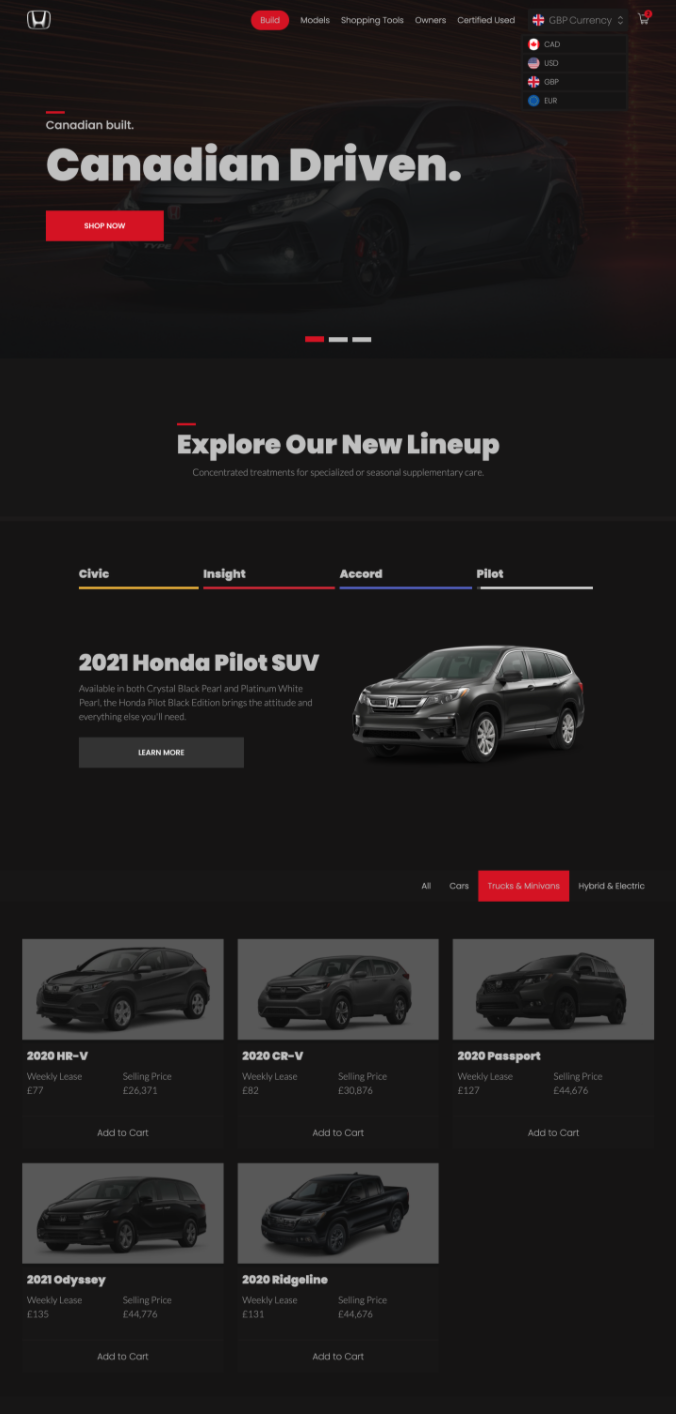 Build Models Shopping Tools Owners Certified Used GBP Currency
CAD
USD
GBP
EUR
Canadian built.
Canadian Driven.
SHOP NOW
TYPE R
Explore Our New Lineup
Concentrated treatments for specialized or seasonal supplementary care.
Civic Insight Accord Pilot
2021 Honda Pilot SUV
Available in both Crystal Black Pearl and Platinum White
Pearl, the Honda Pilot Black Edition brings the attitude and
everything else you'll need.
LEARN MORE
All Cars Trucks & Minivans Hybrid & Electric
2020 HR-V
Weekly Lease Selling Price
£77 £26,371
Add to Cart
2020 CR-V
Weekly Lease Selling Price
£82 £30,876
Add to Cart
2020 Passport
Weekly Lease Selling Price
£127 £44,676
Add to Cart
2021 Odyssey
Weekly Lease Selling Price
£135 £44,776
Add to Cart
2020 Ridgeline
Weekly Lease Selling Price
£131 £44,676
Add to Cart